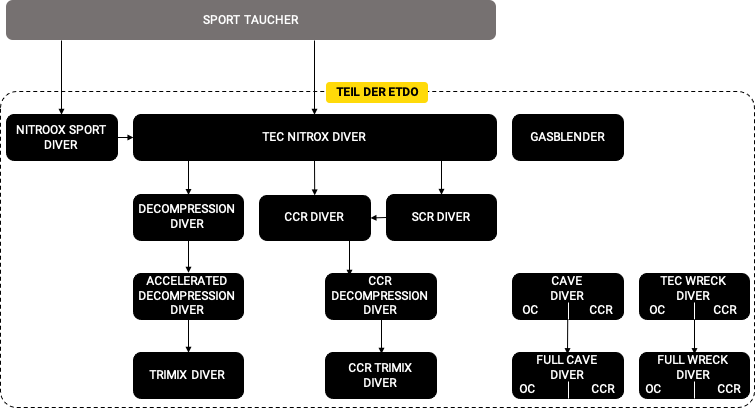 SPORT TAUCHER
TEIL DER ETDO
NITROOX SPORT
DIVER
TEC NITROX DIVER
GASBLENDER
DECOMPRESSION
DIVER
CCR DIVER
SCR DIVER
ACCELERATED
DECOMPRESSION
DIVER
CCR
DECOMPRESSION
DIVER
CAVE
DIVER
OC CCR
TEC WRECK
DIVER
OC CCR
TRIMIX DIVER
CCR TRIMIX
DIVER
FULL CAVE
DIVER
OC CCR
FULL WRECK
DIVER
OC CCR